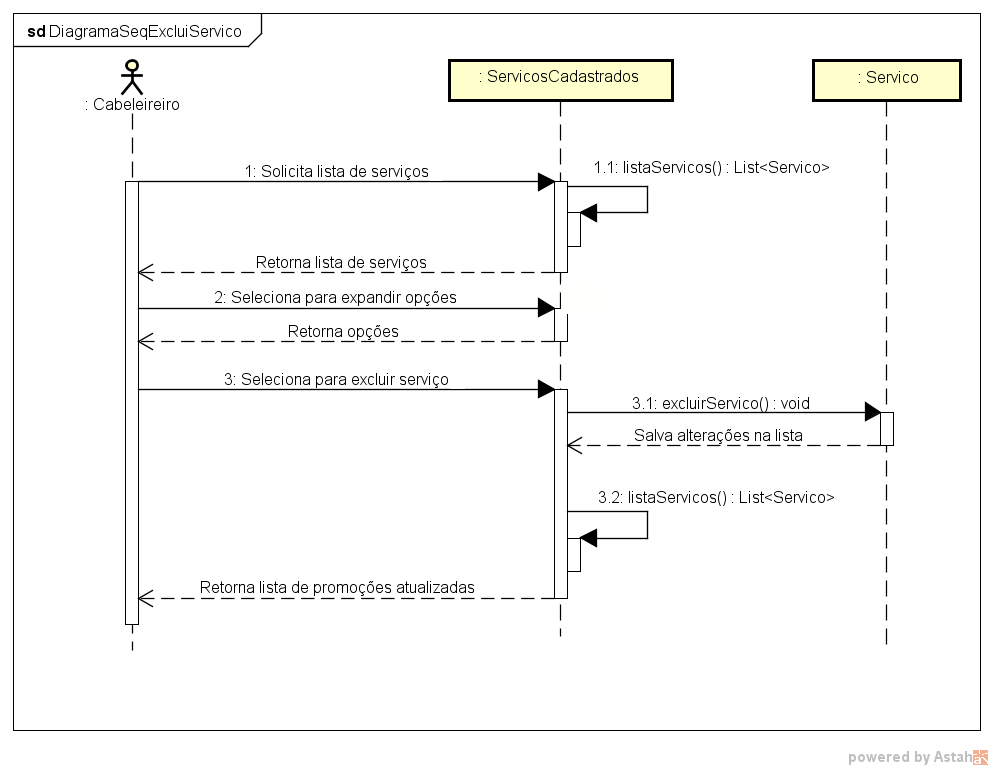 sd DiagramaSeqExcluiServico
: Cabeleireiro
: ServicosCadastrados
: Servico
1: Solicita lista de serviços
1.1: listaServicos() : List<Servico>
Retorna lista de serviços
2: Seleciona para expandir opções
Retorna opções
3: Seleciona para excluir serviço
3.1: excluirServico() : void
Salva alterações na lista
3.2: listaServicos() : List<Servico>
Retorna lista de promoções atualizadas
powered by Astah